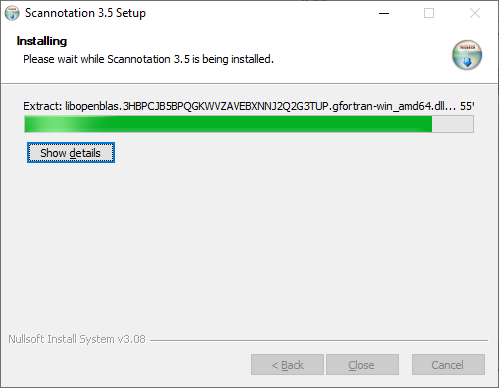 Scannotation 3.5 Setup
Installing
Please wait while Scannotation 3.5 is being installed.
Extract: libopenblas.3HBPCJB5BPQGKWVZAVEBXNNJ2Q2G3TUP.gfortran-win_amd64.dll... 55%
Show details
Nullsoft Install System v3.08
< Back
Close
Cancel